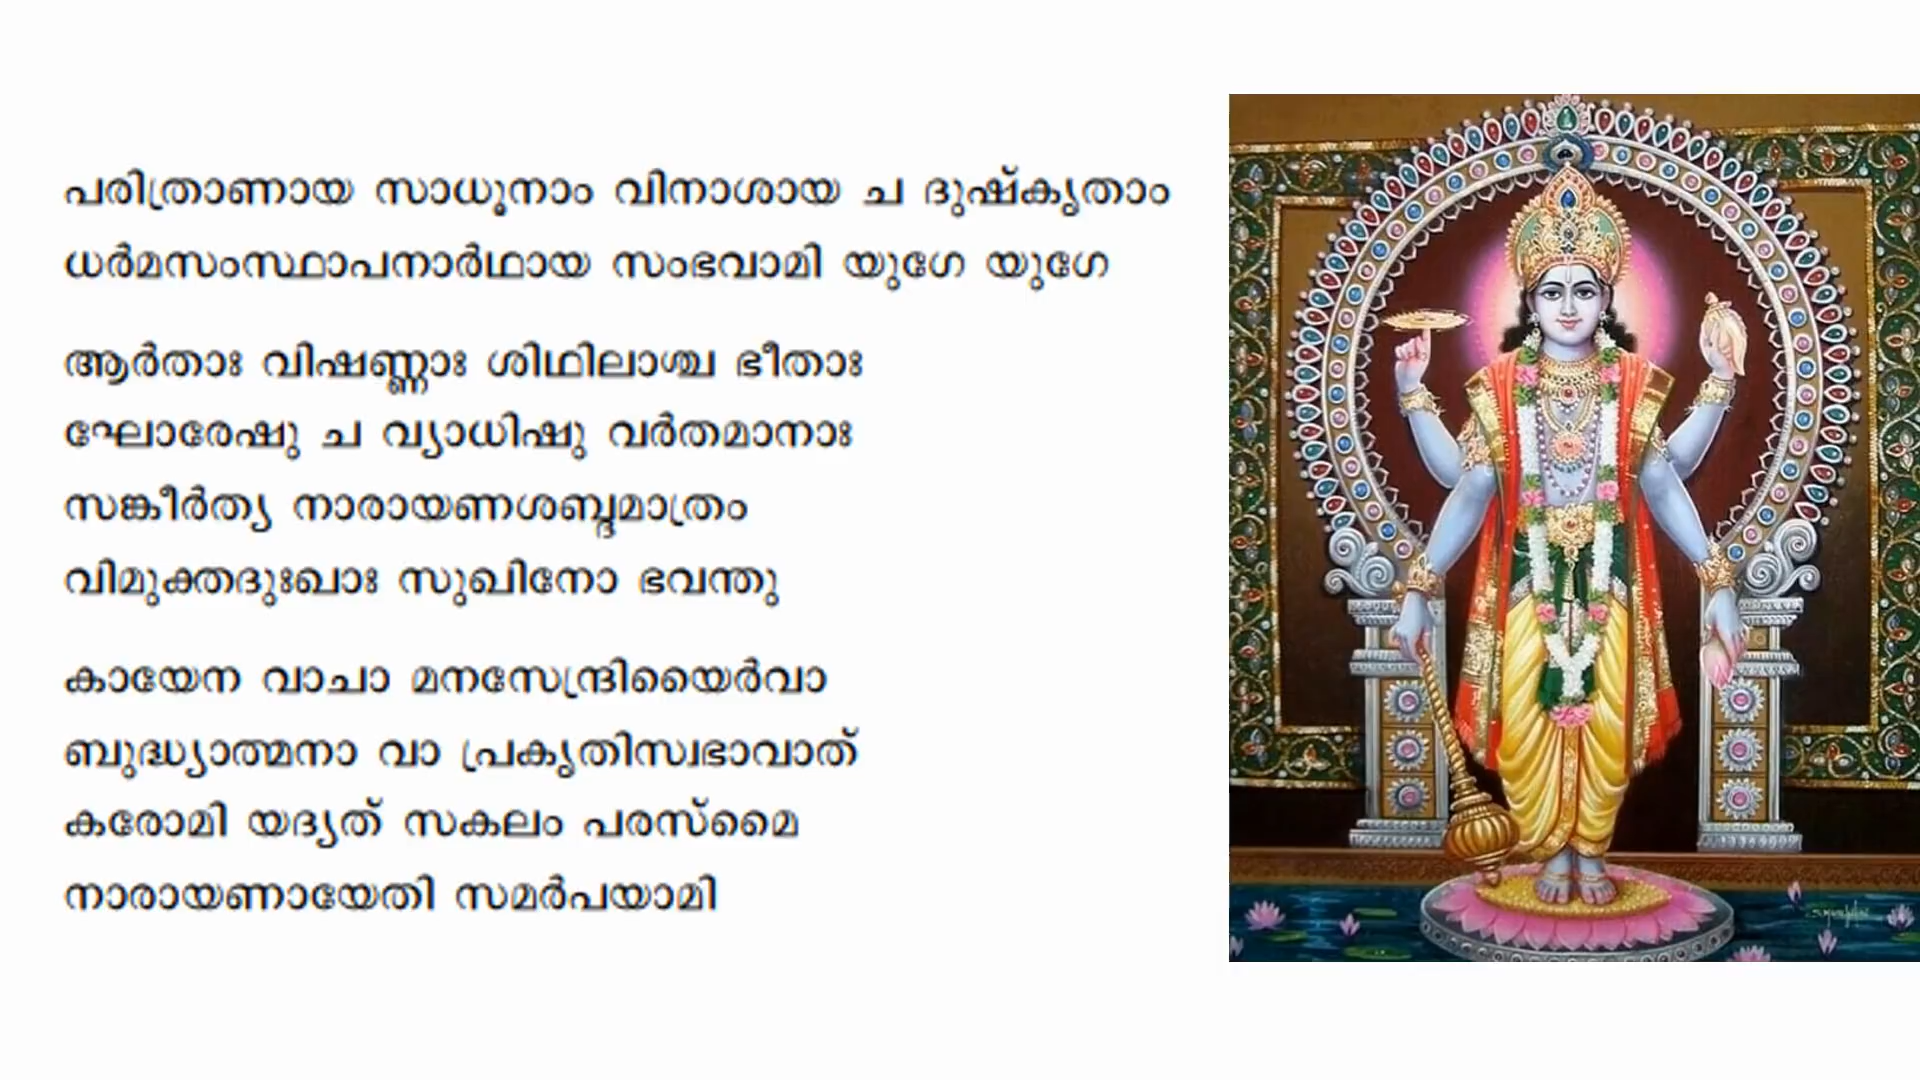 പരിത്രാണായ സാധൂനാം വിനാശായ ച ദുഷ്കൃതാം
ധർമസംസ്ഥാപനാർഥായ സംഭവാമി യുഗേ യുഗേ
ആർതാഃ വിഷണ്ണാഃ ശിഥിലാശ്ച ഭീതാഃ
ഘോരേഷു ച വ്യാധിഷു വർതമാനാഃ
സങ്കീർത്യ നാരായണശബ്ദമാത്രം
വിമുക്തദുഃഖാഃ സുഖിനോ ഭവന്തു
കായേന വാചാ മനസേന്ദ്രിയൈർവാ
ബുദ്ധ്യാത്മനാ വാ പ്രകൃതിസ്വഭാവാത്
കരോമി യദ്യത് സകലം പരസ്മൈ
നാരായണായേതി സമർപയാമി